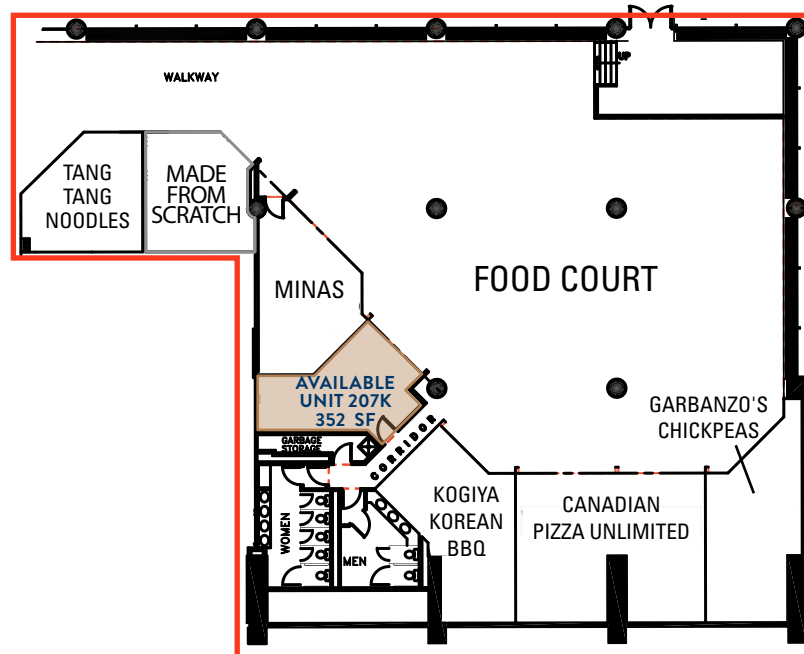 UP
WALKWAY
TANG
TANG
NOODLES
MADE
FROM
SCRATCH
MINAS
FOOD COURT
AVAILABLE
UNIT 207K
352 SF
GARBAGE
STORAGE
CORRIDOR
GARBANZO'S
CHICKPEAS
KOGIYA
KOREAN
BBQ
CANADIAN
PIZZA UNLIMITED
WOMEN
MEN